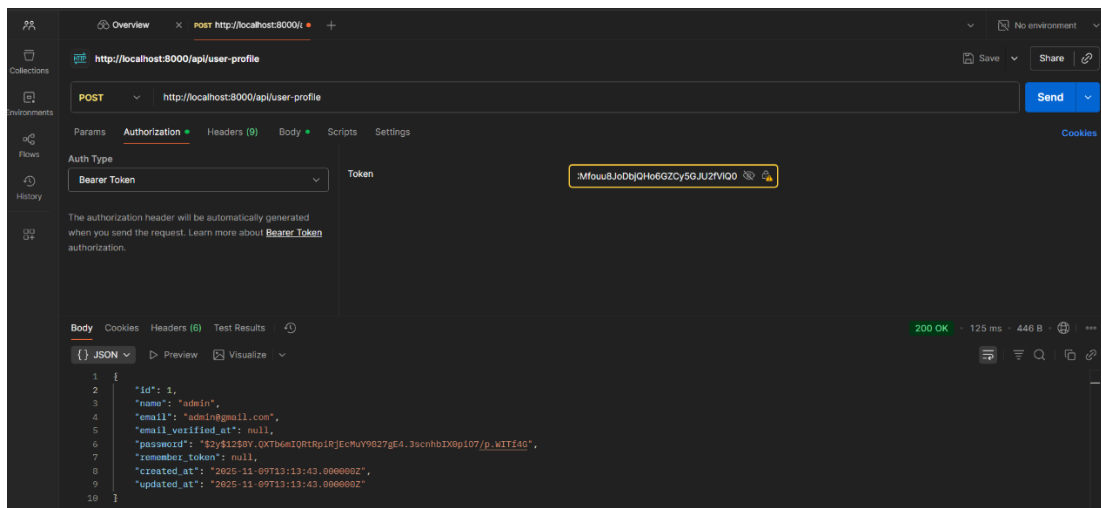 Overview POST http://localhost:8000/ No environment
http://localhost:8000/api/user-profile Save Share
Collections
POST http://localhost:8000/api/user-profile Send
Environments
Params Authorization Headers (9) Body Scripts Settings Cookies
Flows
Auth Type
Bearer Token Token :Mfouu8JoDbjQHo6GZCy5GJU2fViQ0
History
The authorization header will be automatically generated
when you send the request. Learn more about Bearer Token
authorization.
Body Cookies Headers (6) Test Results 200 OK 125 ms 446 B
{} JSON Preview Visualize
1 {
2 "id": 1,
3 "name": "admin",
4 "email": "admin@gmail.com",
5 "email_verified_at": null,
6 "password": "$2y$12$8Y.QXTb6mIQRtRpiRjEcMuY9827gE4.3scnhbIX0piO7/p.WITf4G",
7 "remember_token": null,
8 "created_at": "2025-11-09T13:13:43.000000Z",
9 "updated_at": "2025-11-09T13:13:43.000000Z"
10 }